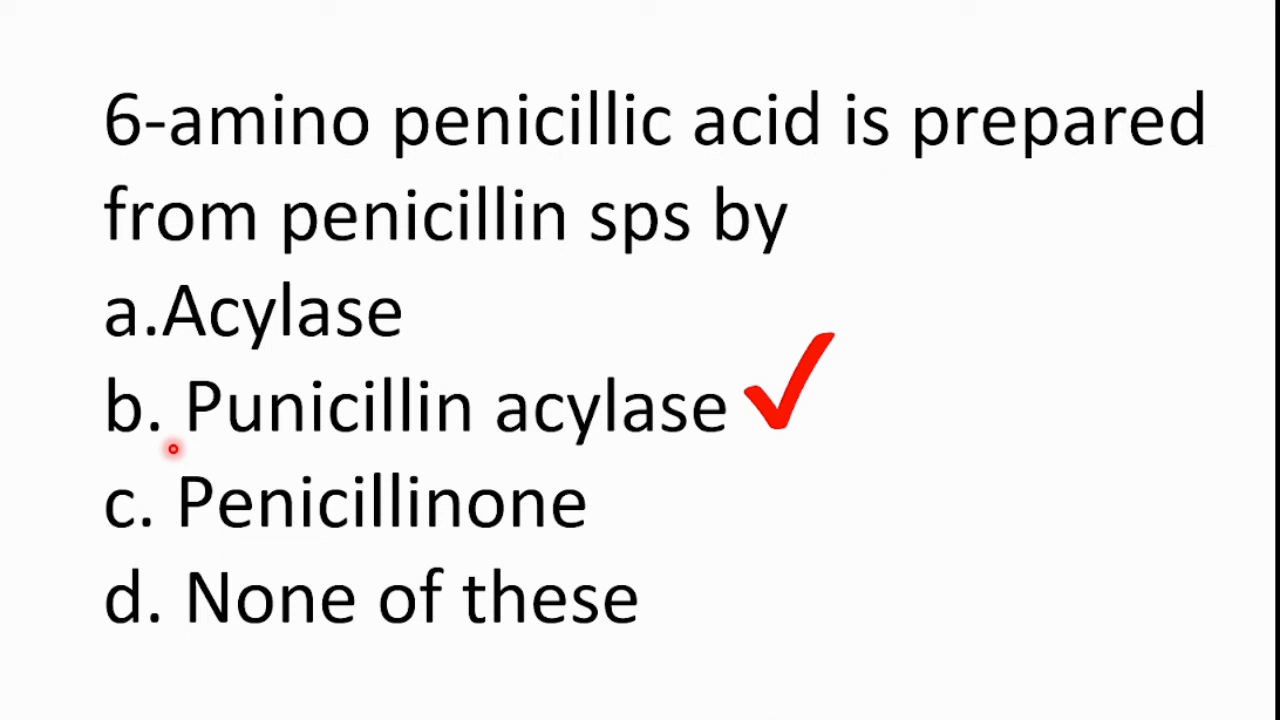 6-amino penicillic acid is prepared
from penicillin sps by
a.Acylase
b. Punicillin acylase
c. Penicillinone
d. None of these